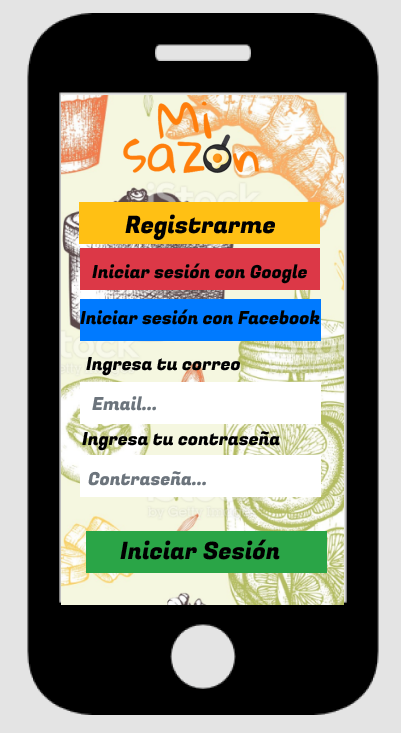 Mi
sazón
iStock
Registrarme
Iniciar sesión con Google
Iniciar sesión con Facebook
Ingresa tu correo
Email...
Ingresa tu contraseña
Contraseña...
Iniciar Sesión